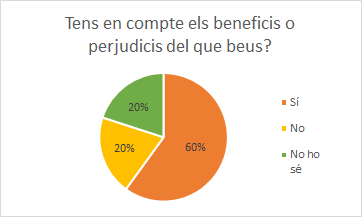 Tens en compte els beneficis o
perjudicis del que beus?
20%
20%
60%
Sí
No
No ho
sé